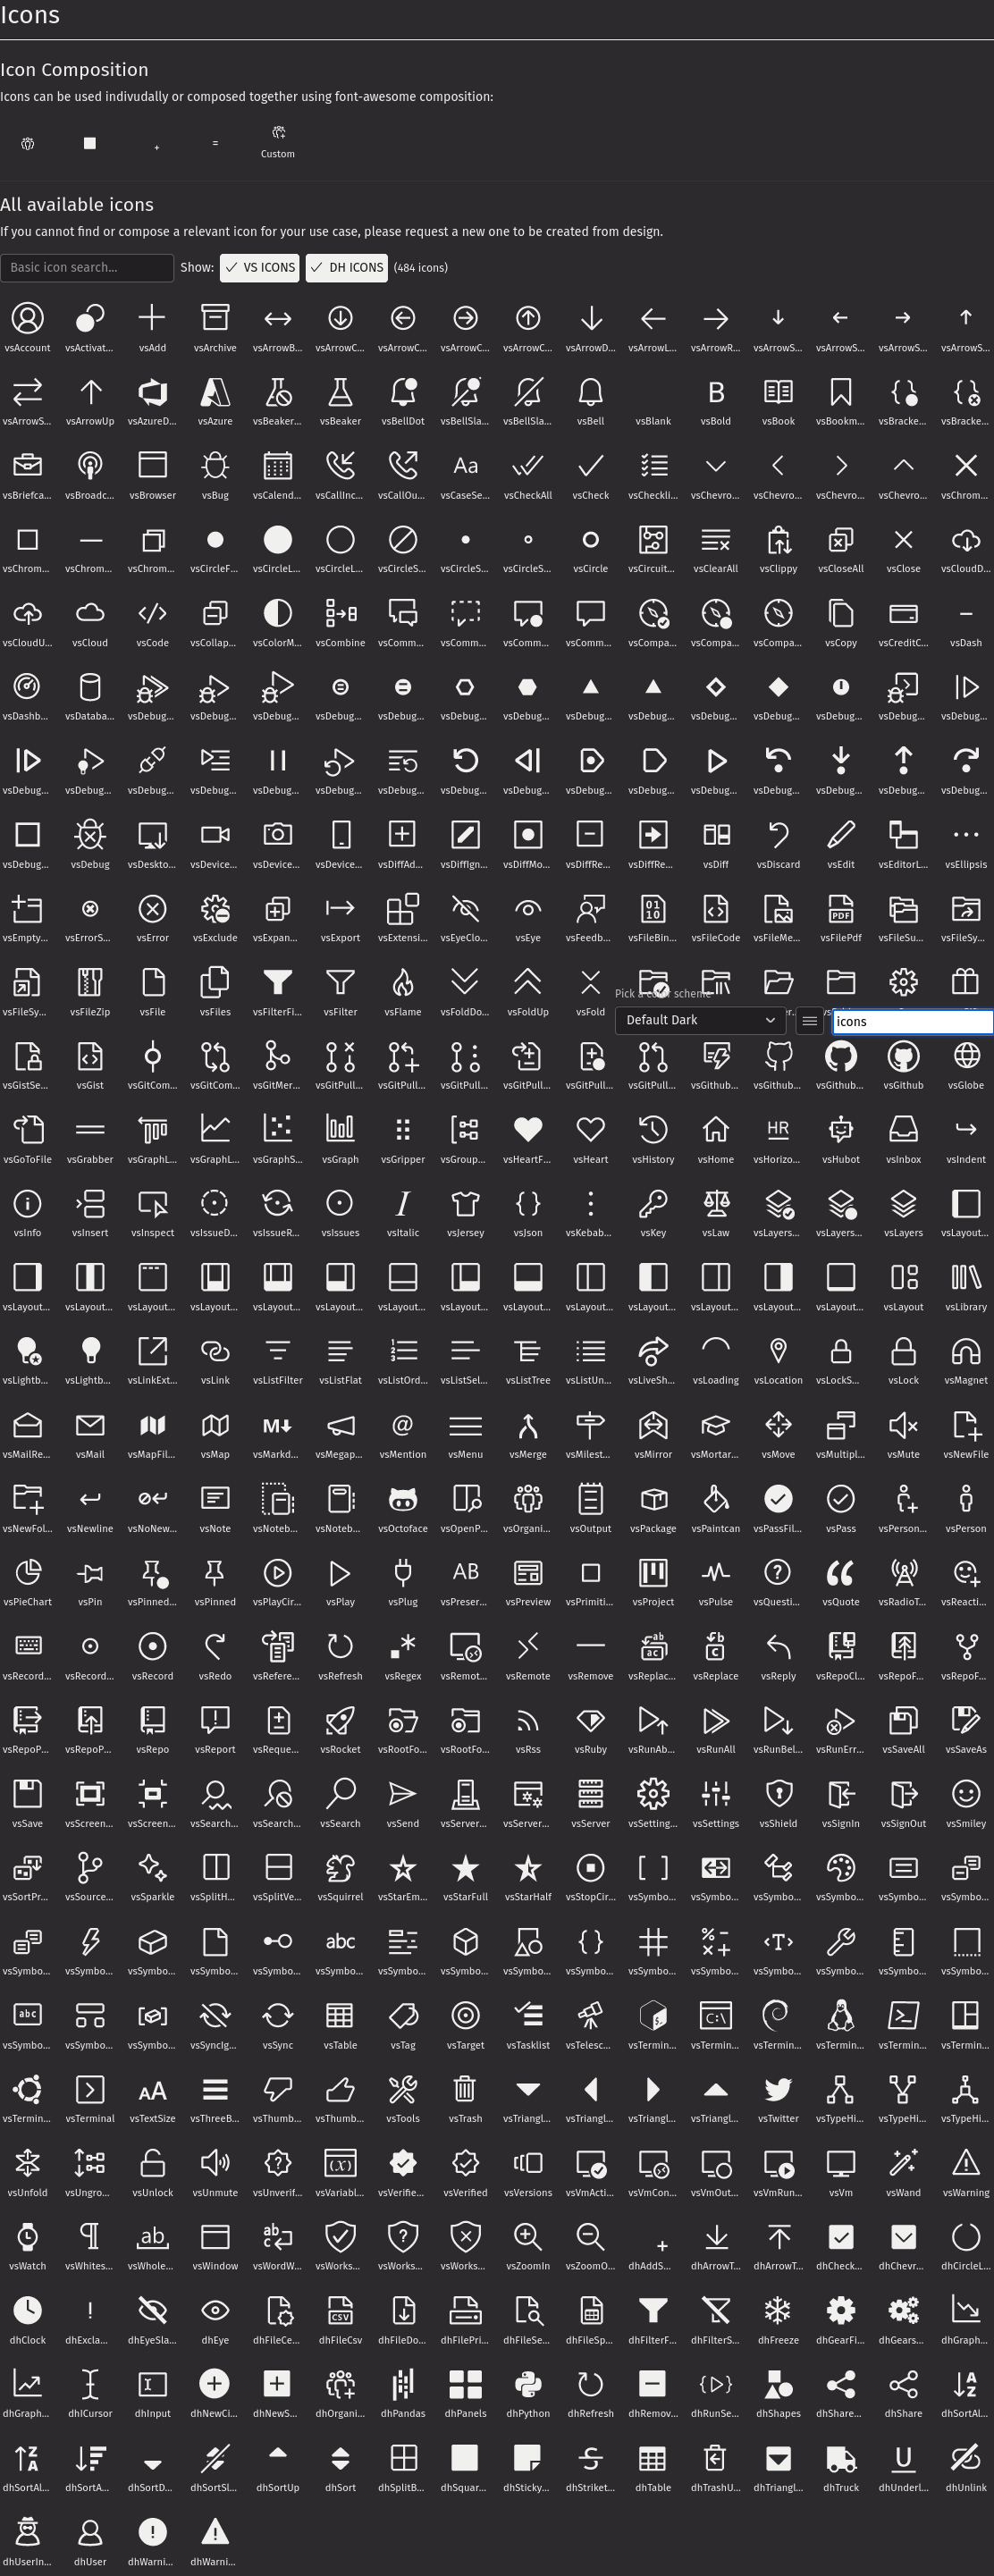 Icons
Icon Composition
Icons can be used indivudally or composed together using font-awesome composition:
+ =
Custom
All available icons
If you cannot find or compose a relevant icon for your use case, please request a new one to be created from design.
Basic icon search... Show: VS ICONS DH ICONS (484 icons)
vsAccount vsActivat... vsAdd vsArchive vsArrowB... vsArrowC... vsArrowC... vsArrowC... vsArrowC... vsArrowD... vsArrowL... vsArrowR... vsArrowS... vsArrowS... vsArrowS... vsArrowS...
vsArrowS... vsArrowUp vsAzureD... vsAzure vsBeaker... vsBeaker vsBellDot vsBellSla... vsBellSla... vsBell vsBlank vsBold vsBook vsBookm... vsBracke... vsBracke...
vsBriefca... vsBroadc... vsBrowser vsBug vsCalend... vsCallInc... vsCallOu... vsCaseSe... vsCheckAll vsCheck vsCheckli... vsChevro... vsChevro... vsChevro... vsChevro... vsChrom...
vsChrom... vsChrom... vsChrom... vsCircleF... vsCircleL... vsCircleL... vsCircleS... vsCircleS... vsCircleS... vsCircle vsCircuit... vsClearAll vsClippy vsCloseAll vsClose vsCloudD...
vsCloudU... vsCloud vsCode vsCollap... vsColorM... vsCombine vsComm... vsComm... vsComm... vsComm... vsCompa... vsCompa... vsCompa... vsCopy vsCreditC... vsDash
vsDashb... vsDataba... vsDebug... vsDebug... vsDebug... vsDebug... vsDebug... vsDebug... vsDebug... vsDebug... vsDebug... vsDebug... vsDebug... vsDebug... vsDebug... vsDebug...
vsDebug... vsDebug... vsDebug... vsDebug... vsDebug... vsDebug... vsDebug... vsDebug... vsDebug... vsDebug... vsDebug... vsDebug... vsDebug... vsDebug... vsDebug... vsDebug...
vsDebug... vsDebug vsDeskto... vsDevice... vsDevice... vsDevice... vsDiffAd... vsDiffIgn... vsDiffMo... vsDiffRe... vsDiffRe... vsDiff vsDiscard vsEdit vsEditorL... vsEllipsis
vsEmpty... vsErrorS... vsError vsExclude vsExpan... vsExport vsExtensi... vsEyeClo... vsEye vsFeedb... vsFileBin... vsFileCode vsFileMe... vsFilePdf vsFileSu... vsFileSy...
Pick a color scheme
vsFileSy... vsFileZip vsFile vsFiles vsFilterFi... vsFilter vsFlame vsFoldDo... vsFoldUp vsFold
Default Dark icons
vsGistSe... vsGist vsGitCom... vsGitCom... vsGitMer... vsGitPull... vsGitPull... vsGitPull... vsGitPull... vsGitPull... vsGitPull... vsGithub... vsGithub... vsGithub... vsGithub vsGlobe
vsGoToFile vsGrabber vsGraphL... vsGraphL... vsGraphS... vsGraph vsGripper vsGroup... vsHeartF... vsHeart vsHistory vsHome vsHorizo... vsHubot vsInbox vsIndent
vsInfo vsInsert vsInspect vsIssueD... vsIssueR... vsIssues vsItalic vsJersey vsJson vsKebab... vsKey vsLaw vsLayers... vsLayers... vsLayers vsLayout...
vsLayout... vsLayout... vsLayout... vsLayout... vsLayout... vsLayout... vsLayout... vsLayout... vsLayout... vsLayout... vsLayout... vsLayout... vsLayout... vsLayout... vsLayout vsLibrary
vsLightb... vsLightb... vsLinkExt... vsLink vsListFilter vsListFlat vsListOrd... vsListSel... vsListTree vsListUn... vsLiveSh... vsLoading vsLocation vsLockS... vsLock vsMagnet
vsMailRe... vsMail vsMapFil... vsMap vsMarkd... vsMegap... vsMention vsMenu vsMerge vsMilest... vsMirror vsMortar... vsMove vsMultipl... vsMute vsNewFile
vsNewFol... vsNewline vsNoNew... vsNote vsNoteb... vsNoteb... vsOctoface vsOpenP... vsOrgani... vsOutput vsPackage vsPaintcan vsPassFil... vsPass vsPerson... vsPerson
vsPieChart vsPin vsPinned... vsPinned vsPlayCir... vsPlay vsPlug vsPreser... vsPreview vsPrimiti... vsProject vsPulse vsQuesti... vsQuote vsRadioT... vsReacti...
vsRecord... vsRecord... vsRecord vsRedo vsRefere... vsRefresh vsRegex vsRemot... vsRemote vsRemove vsReplac... vsReplace vsReply vsRepoCl... vsRepoF... vsRepoF...
vsRepoP... vsRepoP... vsRepo vsReport vsReque... vsRocket vsRootFo... vsRootFo... vsRss vsRuby vsRunAb... vsRunAll vsRunBel... vsRunErr... vsSaveAll vsSaveAs
vsSave vsScreen... vsScreen... vsSearch... vsSearch... vsSearch vsSend vsServer... vsServer... vsServer vsSetting... vsSettings vsShield vsSignIn vsSignOut vsSmiley
vsSortPr... vsSource... vsSparkle vsSplitH... vsSplitVe... vsSquirrel vsStarEm... vsStarFull vsStarHalf vsStopCir... vsSymbo... vsSymbo... vsSymbo... vsSymbo... vsSymbo... vsSymbo...
vsSymbo... vsSymbo... vsSymbo... vsSymbo... vsSymbo... vsSymbo... vsSymbo... vsSymbo... vsSymbo... vsSymbo... vsSymbo... vsSymbo... vsSymbo... vsSymbo... vsSymbo... vsSymbo...
vsSymbo... vsSymbo... vsSymbo... vsSyncIg... vsSync vsTable vsTag vsTarget vsTasklist vsTelesc... vsTermin... vsTermin... vsTermin... vsTermin... vsTermin... vsTermin...
vsTermin... vsTerminal vsTextSize vsThreeB... vsThumb... vsThumb... vsTools vsTrash vsTriangl... vsTriangl... vsTriangl... vsTriangl... vsTwitter vsTypeHi... vsTypeHi... vsTypeHi...
vsUnfold vsUngro... vsUnlock vsUnmute vsUnverif... vsVariabl... vsVerifie... vsVerified vsVersions vsVmActi... vsVmCon... vsVmOut... vsVmRun... vsVm vsWand vsWarning
vsWatch vsWhites... vsWhole... vsWindow vsWordW... vsWorks... vsWorks... vsWorks... vsZoomIn vsZoomO... dhAddS... dhArrowT... dhArrowT... dhCheck... dhChevr... dhCircleL...
dhClock dhExcla... dhEyeSla... dhEye dhFileCe... dhFileCsv dhFileDo... dhFilePri... dhFileSe... dhFileSp... dhFilterF... dhFilterS... dhFreeze dhGearFi... dhGears... dhGraph...
dhGraph... dhICursor dhInput dhNewCi... dhNewS... dhOrgani... dhPandas dhPanels dhPython dhRefresh dhRemov... dhRunSe... dhShapes dhShare... dhShare dhSortAl...
dhSortAl... dhSortA... dhSortD... dhSortSl... dhSortUp dhSort dhSplitB... dhSquar... dhSticky... dhStriket... dhTable dhTrashU... dhTriangl... dhTruck dhUnderl... dhUnlink
dhUserIn... dhUser dhWarni... dhWarni...